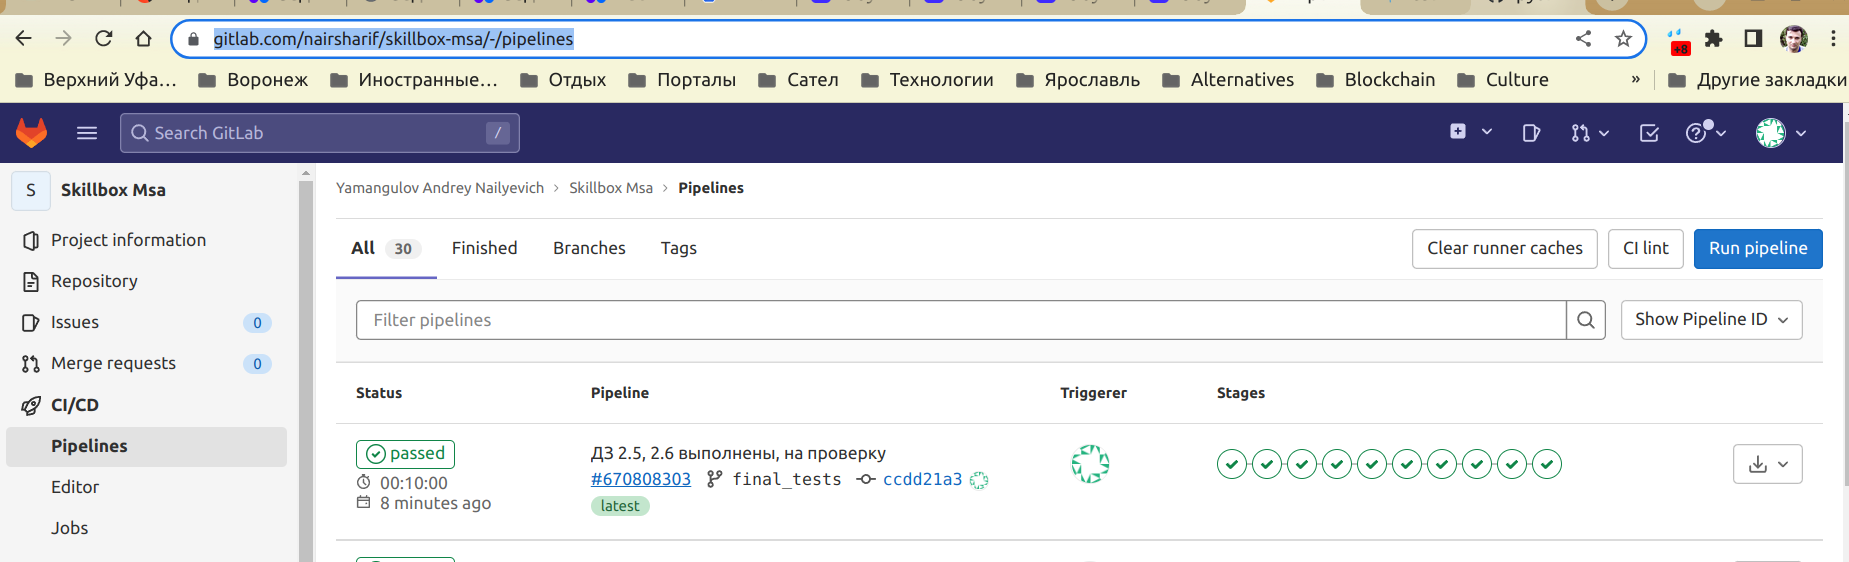 gitlab.com/nairsharif/skillbox-msa/-/pipelines
+8
Верхний Уфа... Воронеж Иностранные... Отдых Порталы Сател Технологии Ярославль Alternatives Blockchain Culture » Другие закладки
Search GitLab /
S Skillbox Msa
Project information
Repository
Issues 0
Merge requests 0
CI/CD
Pipelines
Editor
Jobs
Yamangulov Andrey Nailyevich > Skillbox Msa > Pipelines
All 30 Finished Branches Tags Clear runner caches CI lint Run pipeline
Filter pipelines Show Pipeline ID
Status Pipeline Triggerer Stages
passed
00:10:00
8 minutes ago
ДЗ 2.5, 2.6 выполнены, на проверку
#670808303 final_tests ccdd21a3
latest